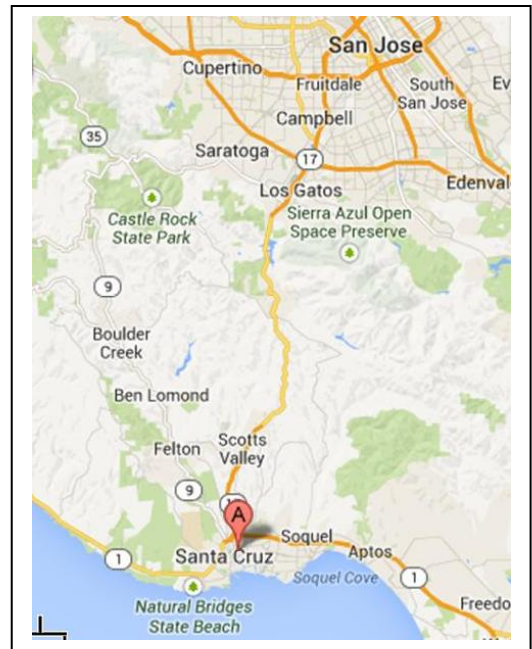 San Jose
Cupertino
Fruitdale
South
San Jose
Ev
Campbell
35
17
Saratoga
Los Gatos
Edenval
Castle Rock
State Park
Sierra Azul Open
Space Preserve
9
Boulder
Creek
Ben Lomond
Scotts
Valley
Felton
9
A
Soquel
Santa Cruz
Aptos
1
Soquel Cove
1
Natural Bridges
State Beach
Freedo